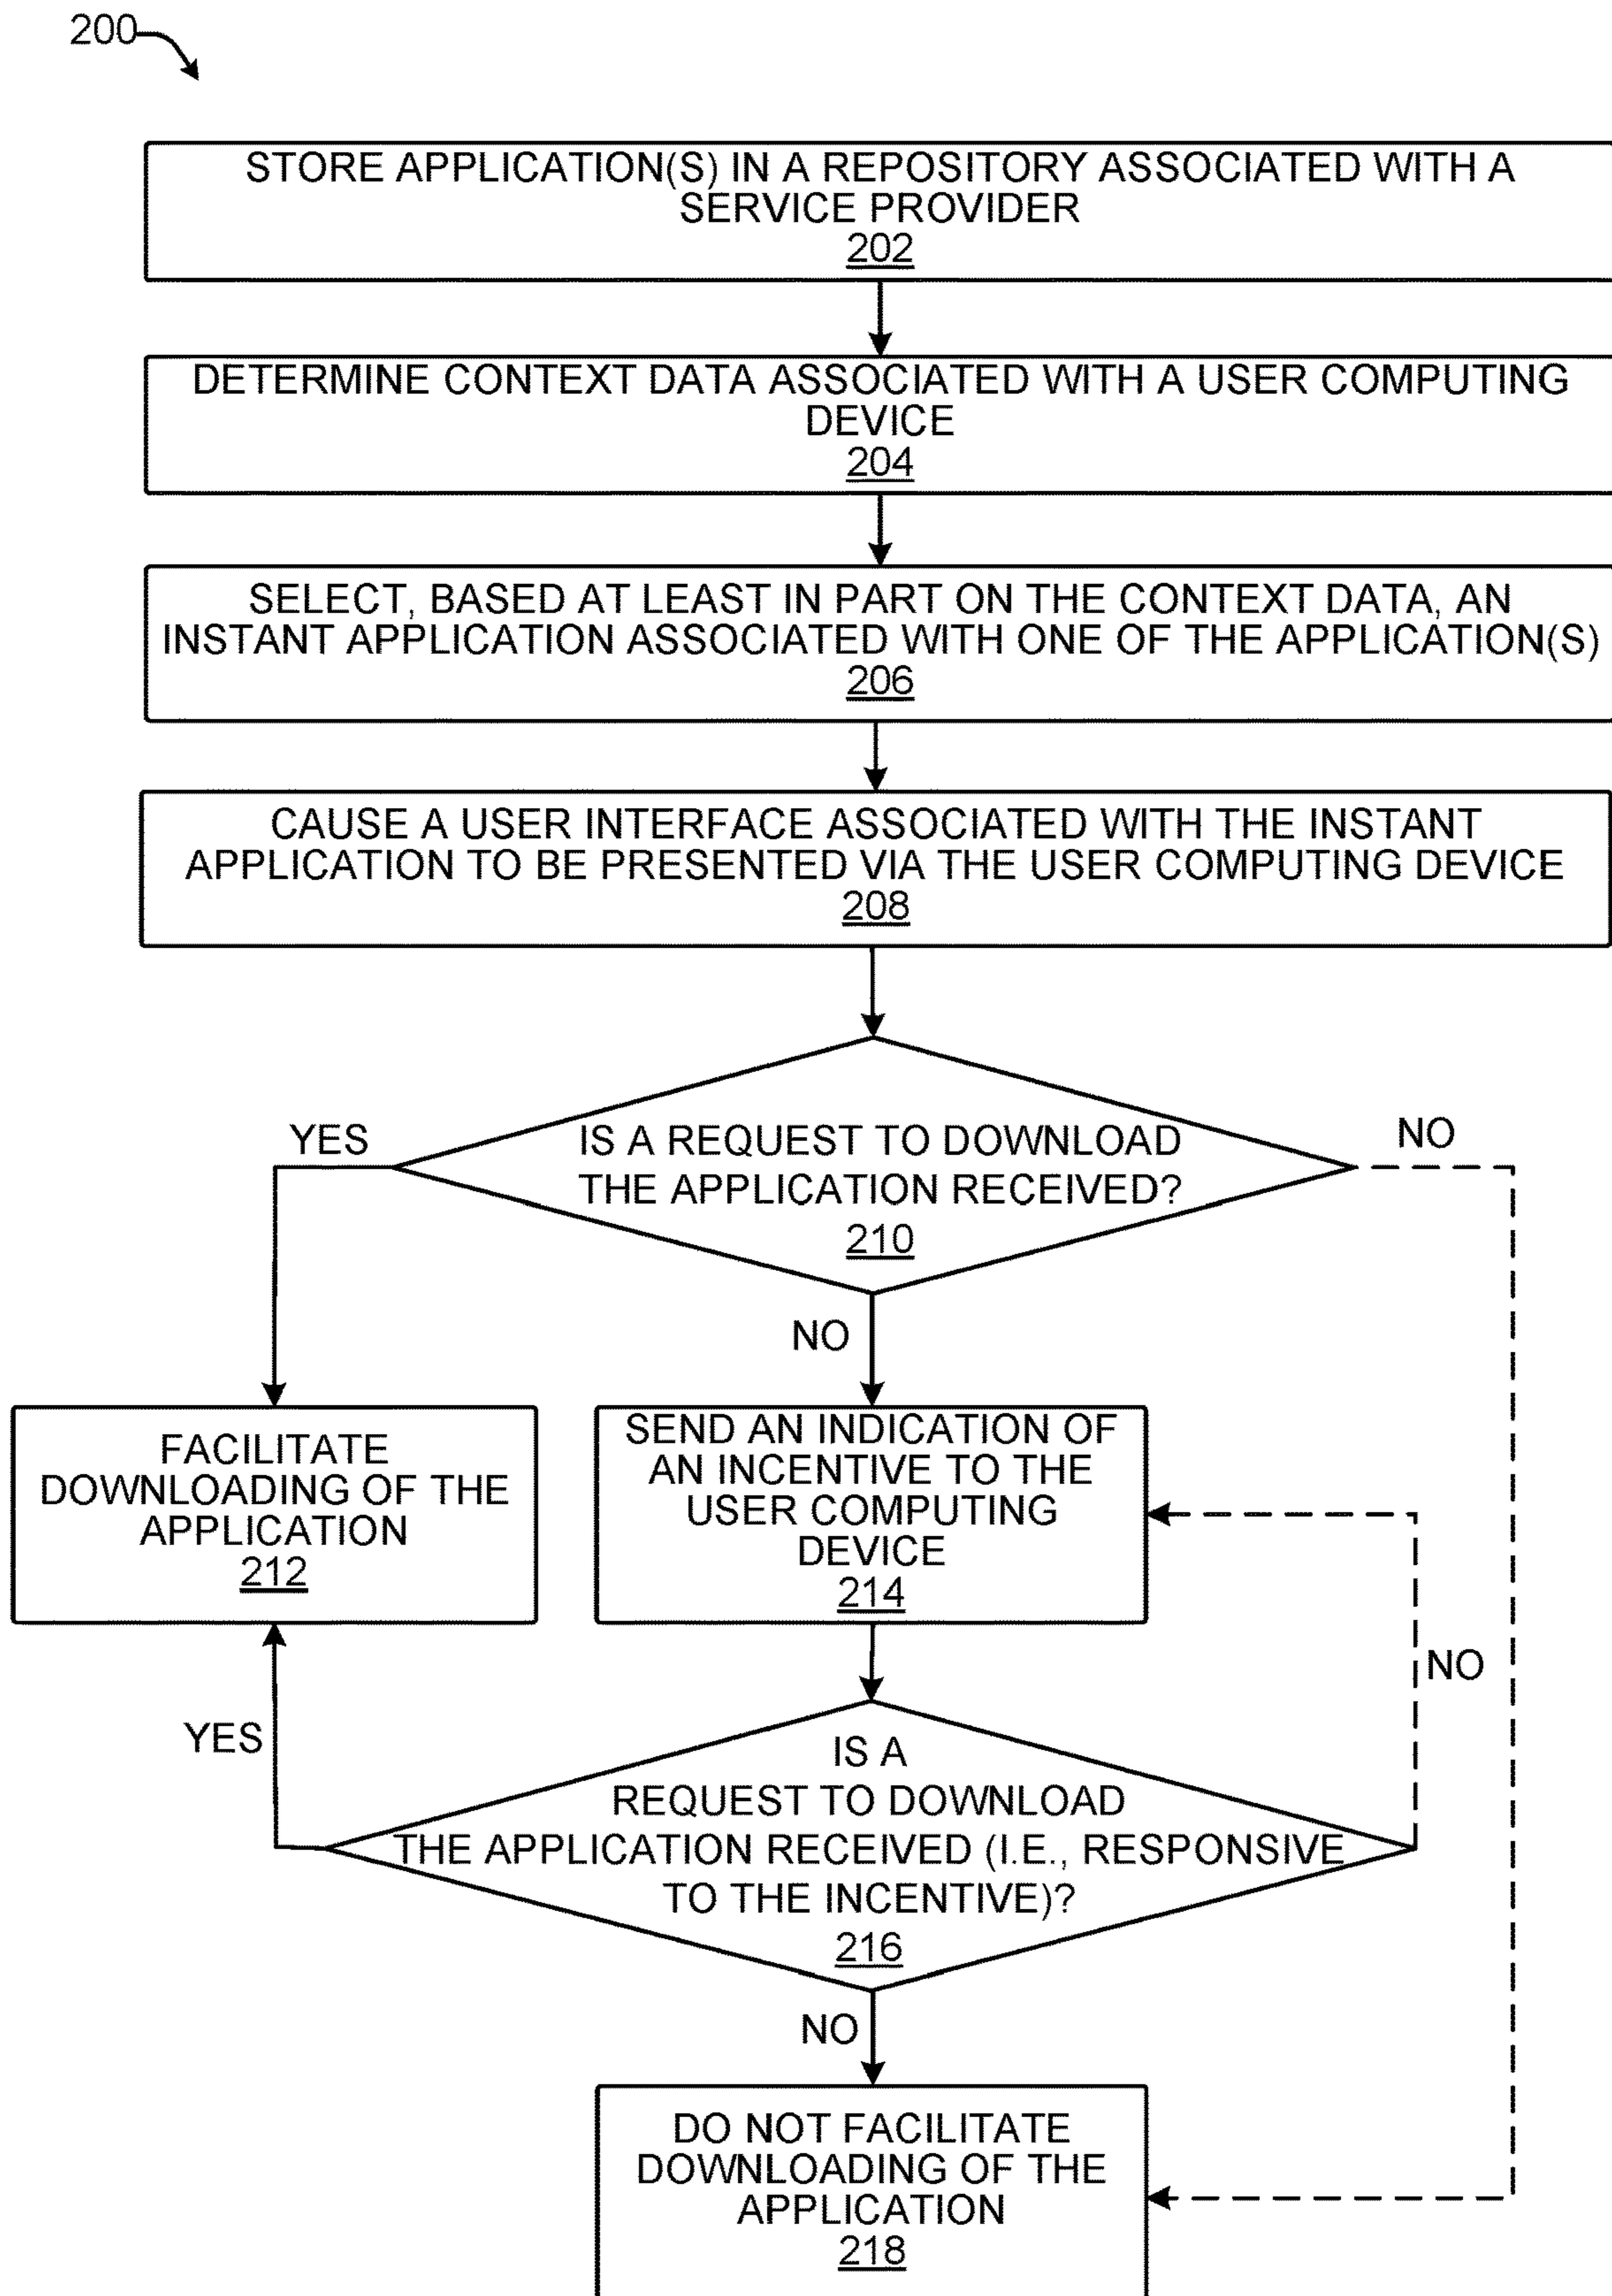 200
STORE APPLICATION(S) IN A REPOSITORY ASSOCIATED WITH A
SERVICE PROVIDER
202
DETERMINE CONTEXT DATA ASSOCIATED WITH A USER COMPUTING
DEVICE
204
SELECT, BASED AT LEAST IN PART ON THE CONTEXT DATA, AN
INSTANT APPLICATION ASSOCIATED WITH ONE OF THE APPLICATION(S)
206
CAUSE A USER INTERFACE ASSOCIATED WITH THE INSTANT
APPLICATION TO BE PRESENTED VIA THE USER COMPUTING DEVICE
208
YES
IS A REQUEST TO DOWNLOAD
THE APPLICATION RECEIVED?
210
NO
NO
FACILITATE
DOWNLOADING OF THE
APPLICATION
212
SEND AN INDICATION OF
AN INCENTIVE TO THE
USER COMPUTING
DEVICE
214
NO
YES
IS A
REQUEST TO DOWNLOAD
THE APPLICATION RECEIVED (I.E., RESPONSIVE
TO THE INCENTIVE)?
216
NO
DO NOT FACILITATE
DOWNLOADING OF THE
APPLICATION
218